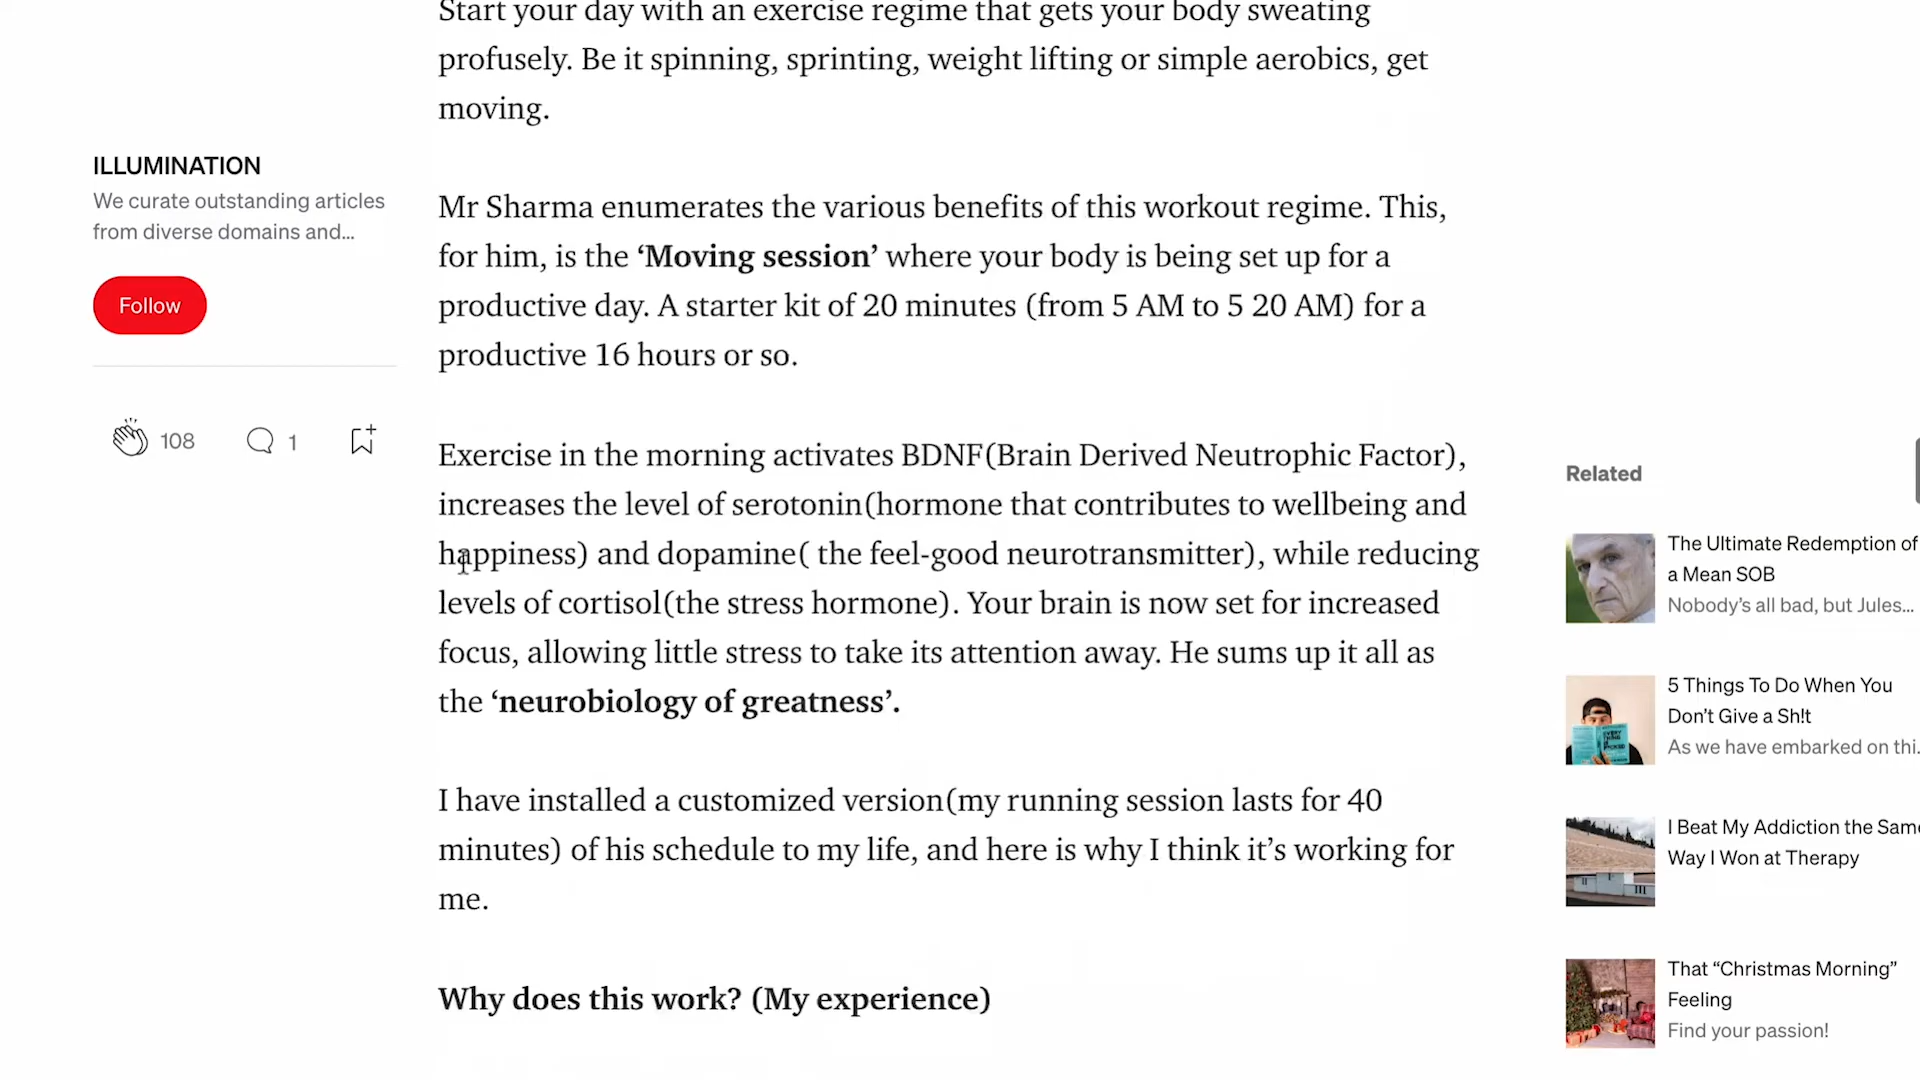 Start your day with an exercise regime that gets your body sweating
profusely. Be it spinning, sprinting, weight lifting or simple aerobics, get
moving.
ILLUMINATION
We curate outstanding articles
from diverse domains and...
Follow
108
1
Mr Sharma enumerates the various benefits of this workout regime. This,
for him, is the ‘Moving session’ where your body is being set up for a
productive day. A starter kit of 20 minutes (from 5 AM to 5 20 AM) for a
productive 16 hours or so.
Exercise in the morning activates BDNF(Brain Derived Neutrophic Factor),
increases the level of serotonin(hormone that contributes to wellbeing and
happiness) and dopamine( the feel-good neurotransmitter), while reducing
levels of cortisol(the stress hormone). Your brain is now set for increased
focus, allowing little stress to take its attention away. He sums up it all as
the ‘neurobiology of greatness’.
I have installed a customized version(my running session lasts for 40
minutes) of his schedule to my life, and here is why I think it’s working for
me.
Why does this work? (My experience)
Related
The Ultimate Redemption of
a Mean SOB
Nobody’s all bad, but Jules...
5 Things To Do When You
Don’t Give a Sh!t
As we have embarked on thi..
I Beat My Addiction the Same
Way I Won at Therapy
That “Christmas Morning”
Feeling
Find your passion!